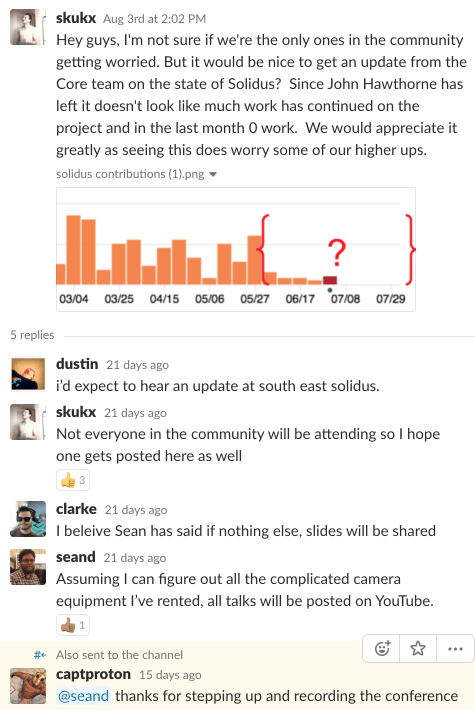 skukx Aug 3rd at 2:02 PM
Hey guys, I'm not sure if we're the only ones in the community
getting worried. But it would be nice to get an update from the
Core team on the state of Solidus? Since John Hawthorne has
left it doesn't look like much work has continued on the
project and in the last month 0 work. We would appreciate it
greatly as seeing this does worry some of our higher ups.
solidus contributions (1).png
?
03/04 03/25 04/15 05/06 05/27 06/17 07/08 07/29
5 replies
dustin 21 days ago
i'd expect to hear an update at south east solidus.
skukx 21 days ago
Not everyone in the community will be attending so I hope
one gets posted here as well
3
clarke 21 days ago
I beleive Sean has said if nothing else, slides will be shared
seand 21 days ago
Assuming I can figure out all the complicated camera
equipment I've rented, all talks will be posted on YouTube.
1
Also sent to the channel
captproton 15 days ago
@seand thanks for stepping up and recording the conference